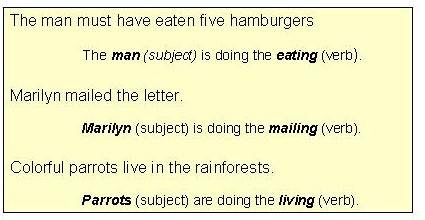 The man must have eaten five hamburgers
The man (subject) is doing the eating (verb).
Marilyn mailed the letter.
Marilyn (subject) is doing the mailing (verb).
Colorful parrots live in the rainforests.
Parrots (subject) are doing the living (verb).